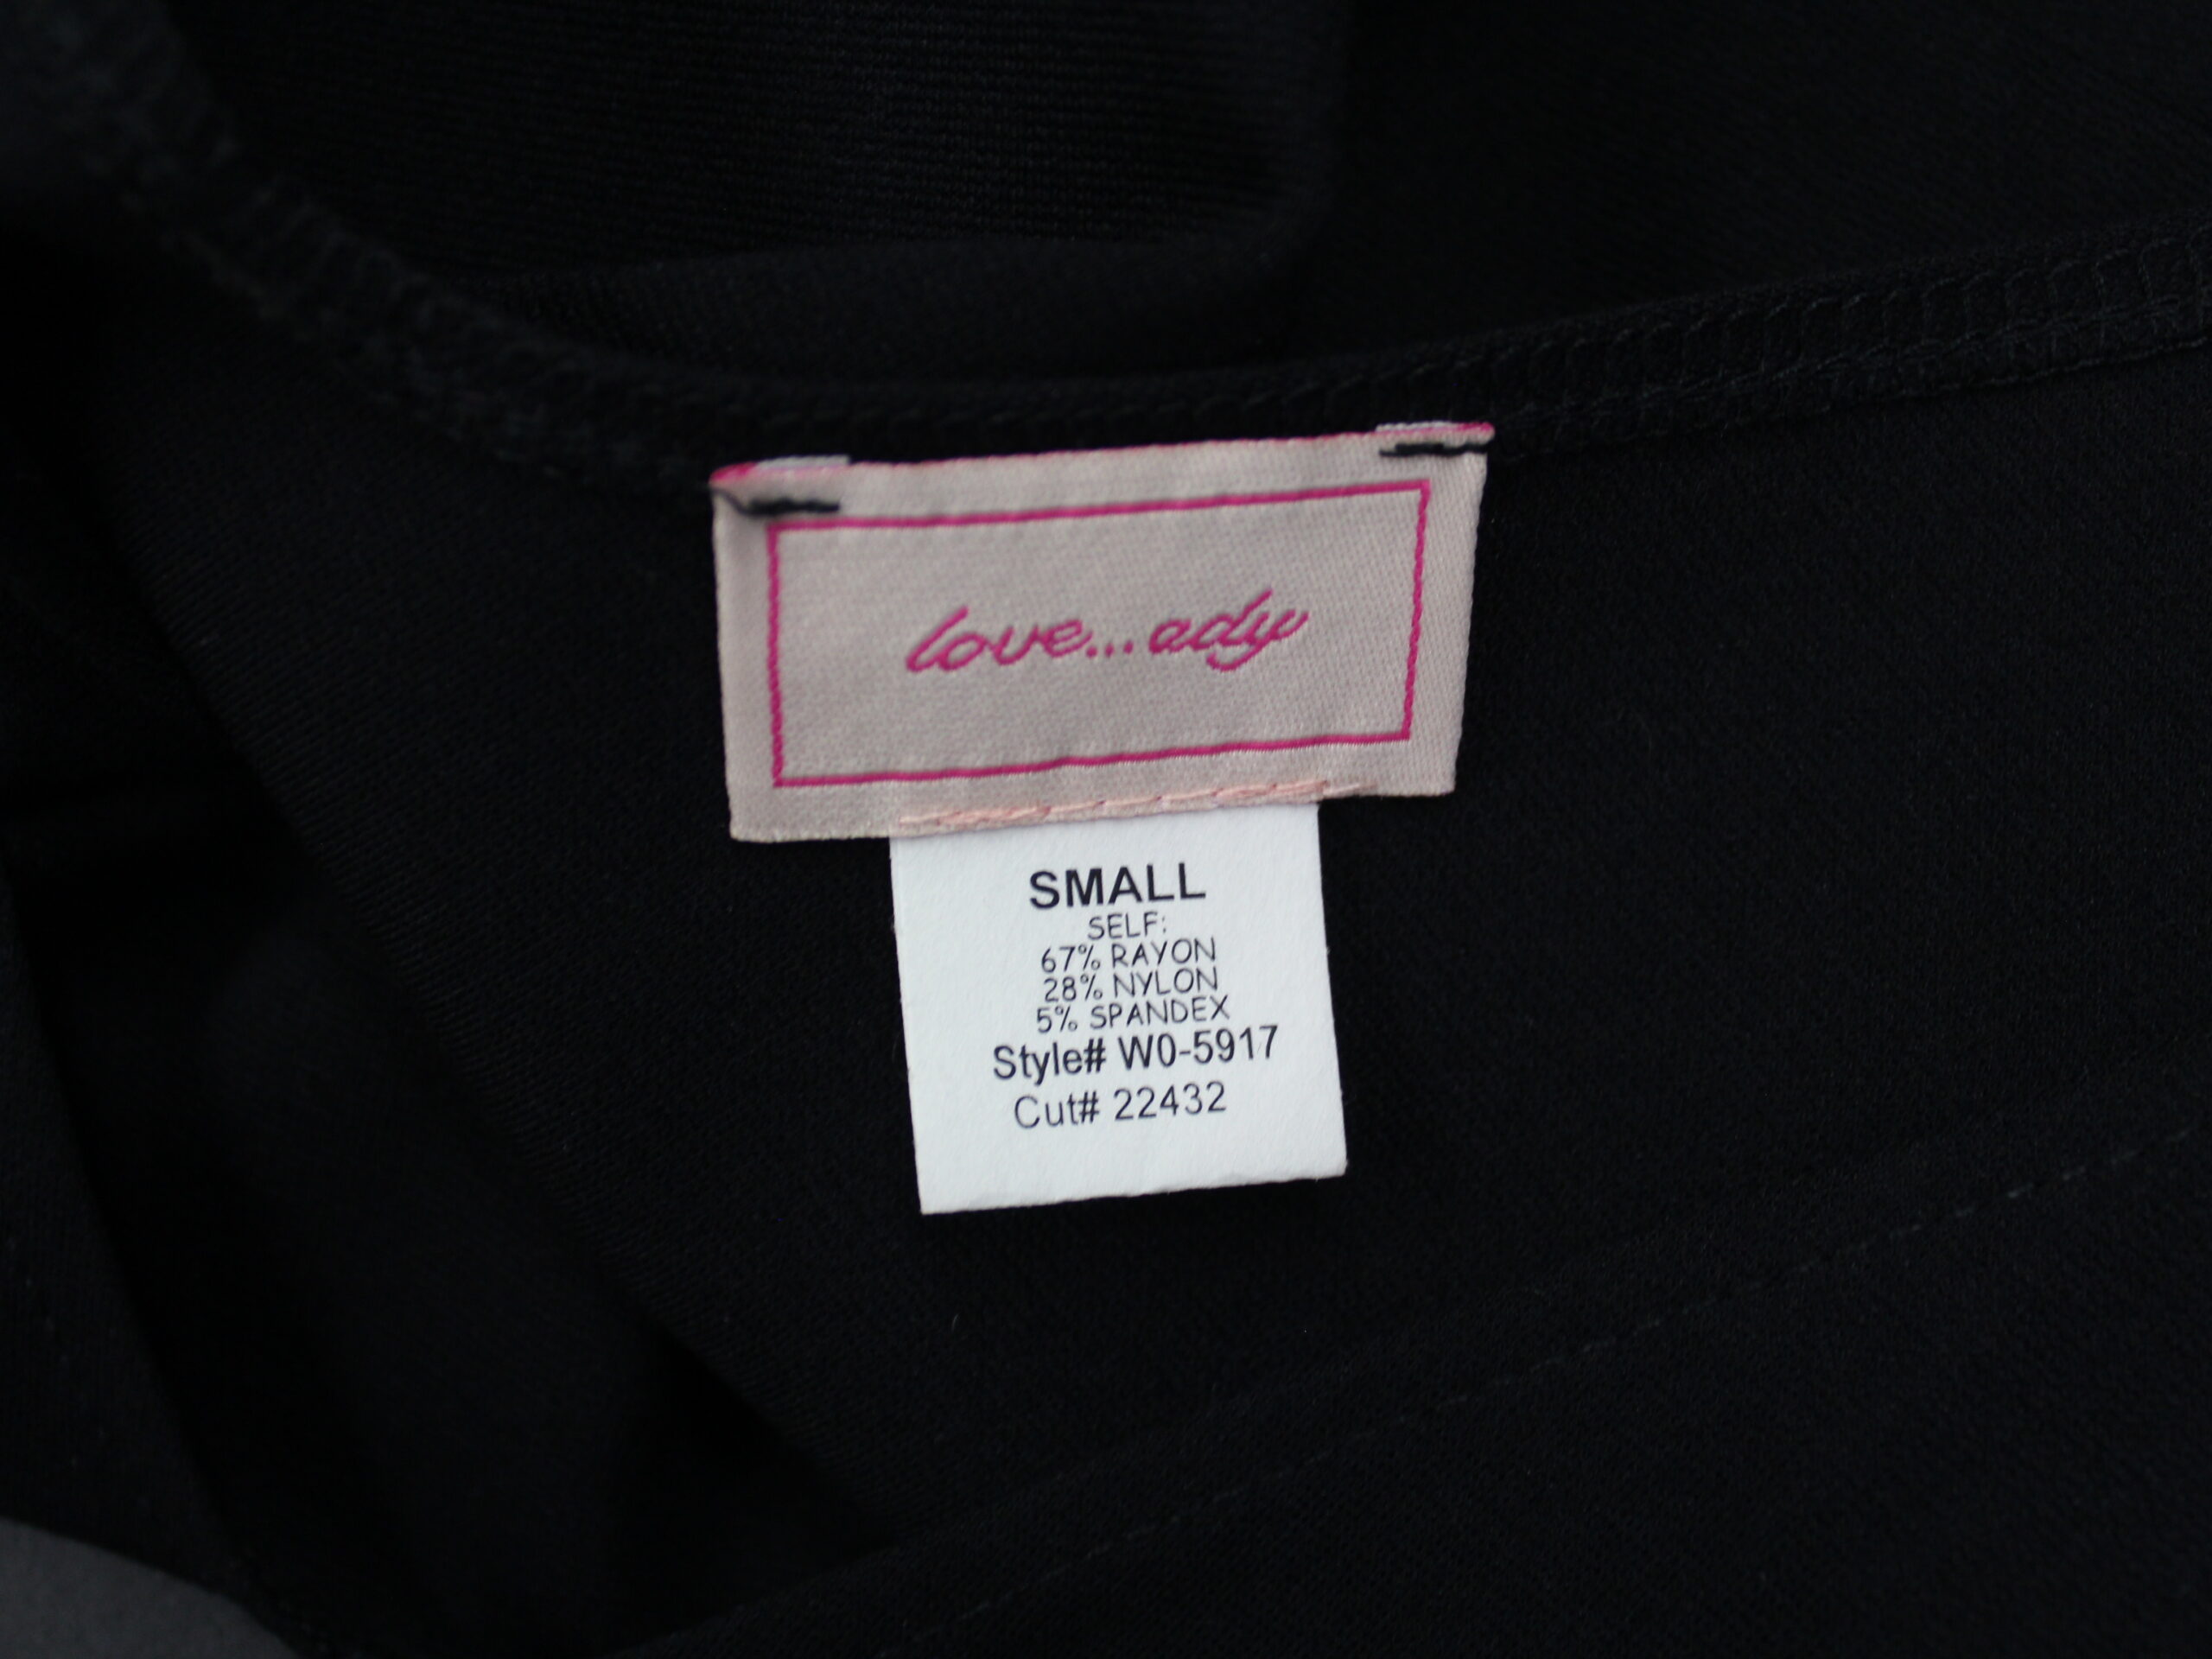 love...ady
SMALL
SELF:
67% RAYON
28% NYLON
5% SPANDEX
Style# W0-5917
Cut# 22432